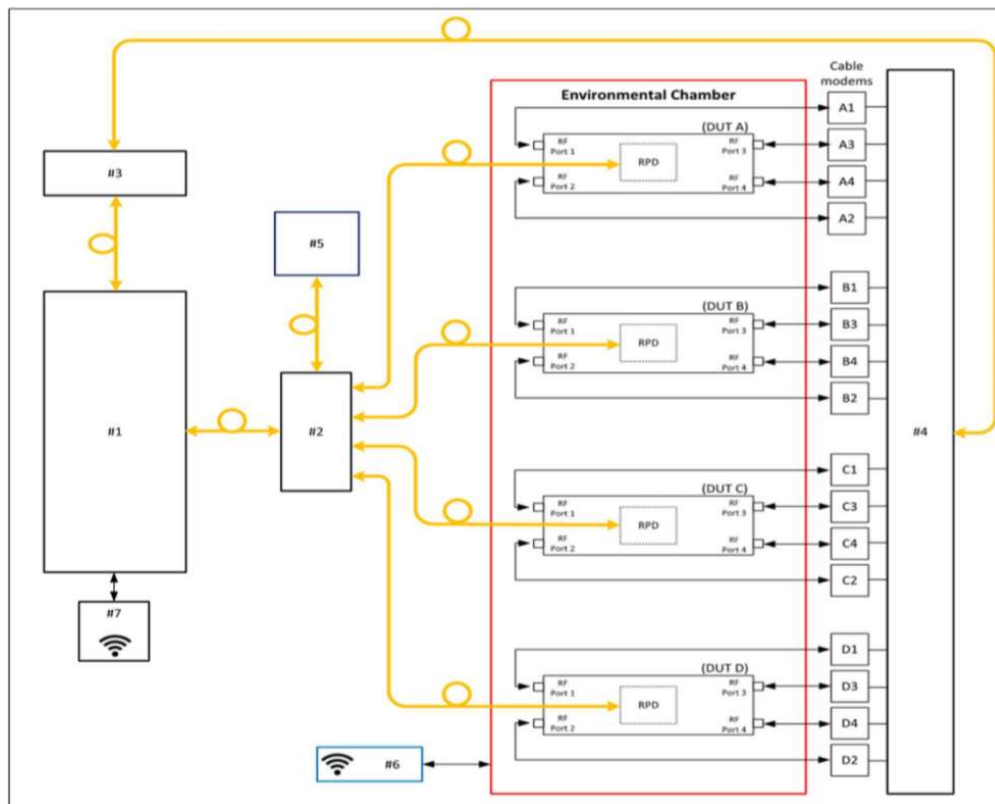 Cable
modems
Environmental Chamber
A1
(DUT A)
RF
Port 1
RPD
RF
Port 3
A3
#3
RF
Port 2
RF
Port 4
A4
A2
#5
B1
(DUT B)
RF
Port 1
RPD
RF
Port 3
B3
RF
Port 2
RF
Port 4
B4
B2
#1
#2
#4
C1
(DUT C)
RF
Port 1
RPD
RF
Port 3
C3
RF
Port 2
RF
Port 4
C4
C2
#7
D1
(DUT D)
RF
Port 1
RPD
RF
Port 3
D3
RF
Port 2
RF
Port 4
D4
D2
#6